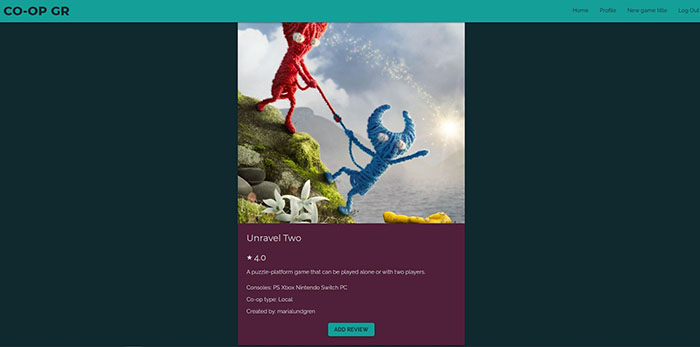 CO-OP GR
Home Profile New game title Log Out
Unravel Two
★ 4.0
A puzzle-platform game that can be played alone or with two players.
Consoles: PS Xbox Nintendo Switch PC
Co-op type: Local
Created by: marialundgren
ADD REVIEW